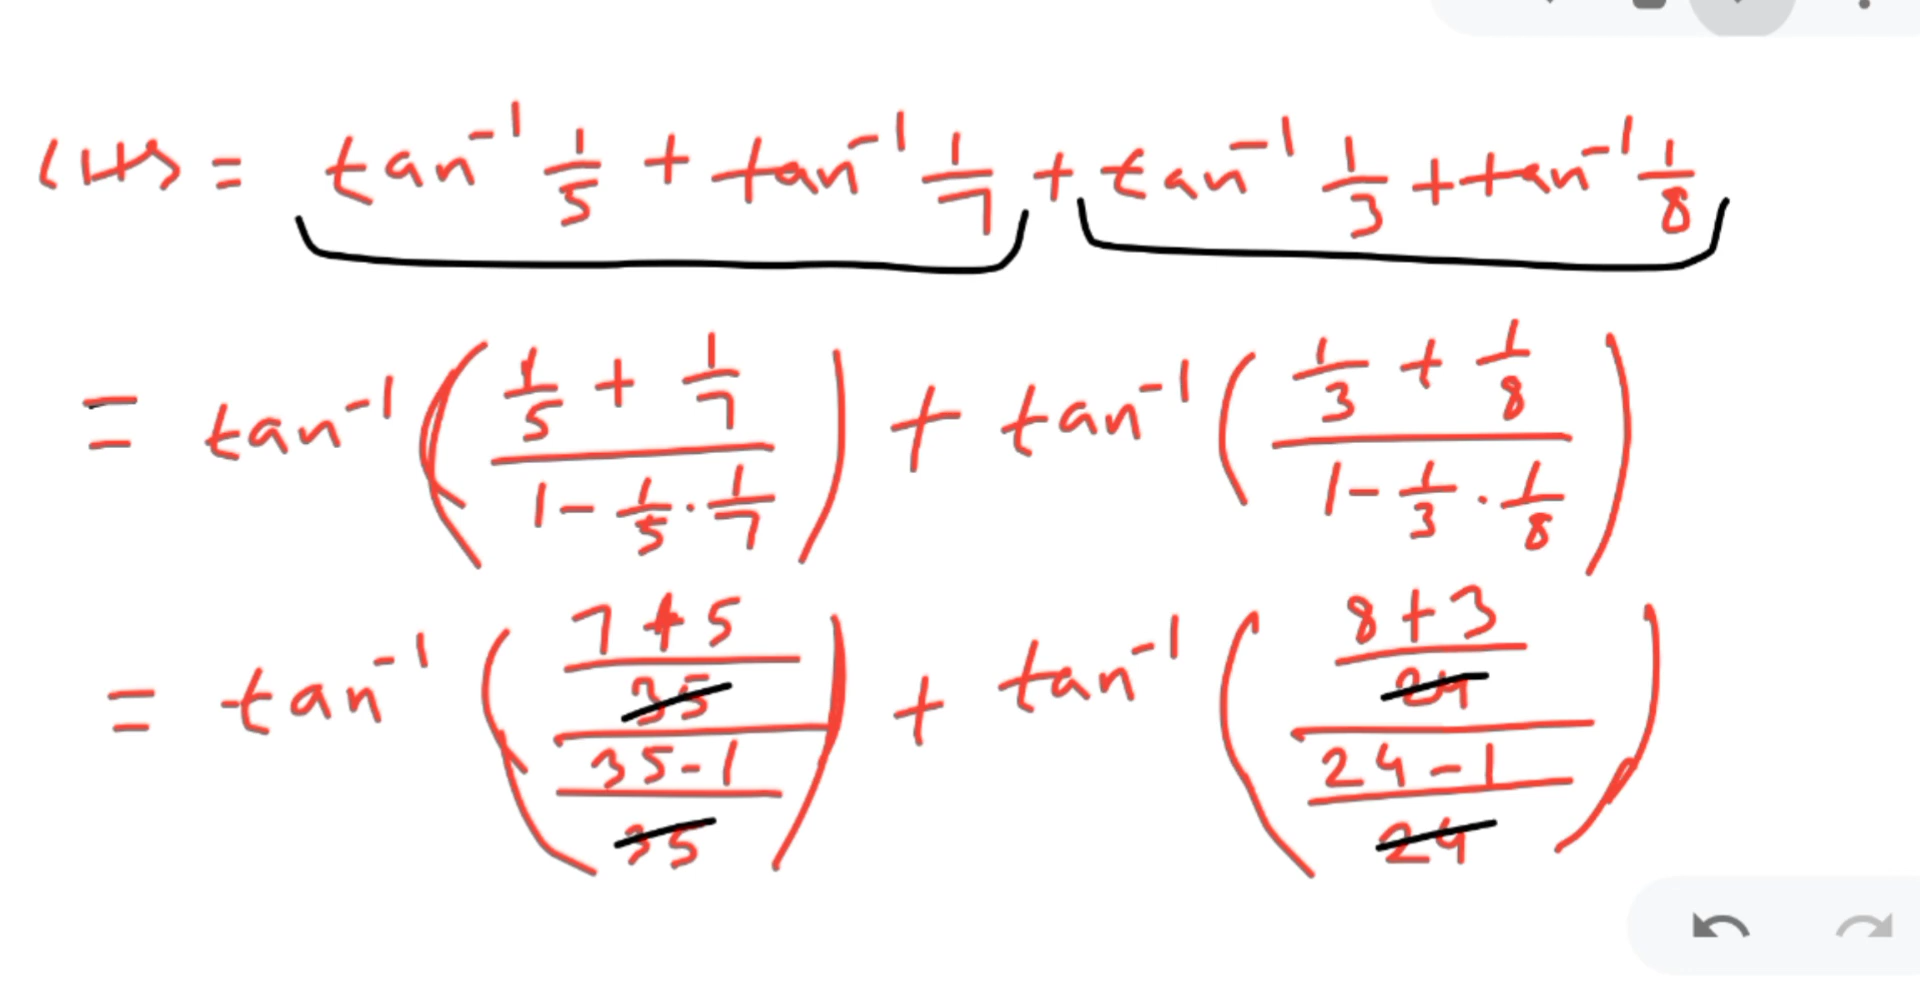 LHS = tan⁻¹ 1/5 + tan⁻¹ 1/7 + tan⁻¹ 1/3 + tan⁻¹ 1/8
= tan⁻¹ ((1/5 + 1/7)/(1 - 1/5 · 1/7)) + tan⁻¹ ((1/3 + 1/8)/(1 - 1/3 · 1/8))
= tan⁻¹ (((7+5)/35)/((35-1)/35)) + tan⁻¹ (((8+3)/24)/((24-1)/24))